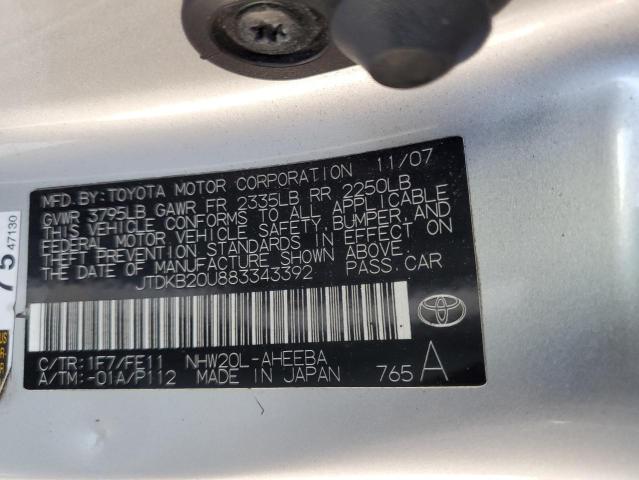 MFD.BY:TOYOTA MOTOR CORPORATION 11/07
GVWR 3795LB GAWR FR 2335LB RR 2250LB
THIS VEHICLE CONFORMS TO ALL APPLICABLE
FEDERAL MOTOR VEHICLE SAFETY, BUMPER, AND
THEFT PREVENTION STANDARDS IN EFFECT ON
THE DATE OF MANUFACTURE SHOWN ABOVE.
JTDKB20U883343392 PASS.CAR
C/TR: 1F7/FF11 NHW20L-AHEEBA
A/TM:-01A/P112 MADE IN JAPAN 765 A
75
47130